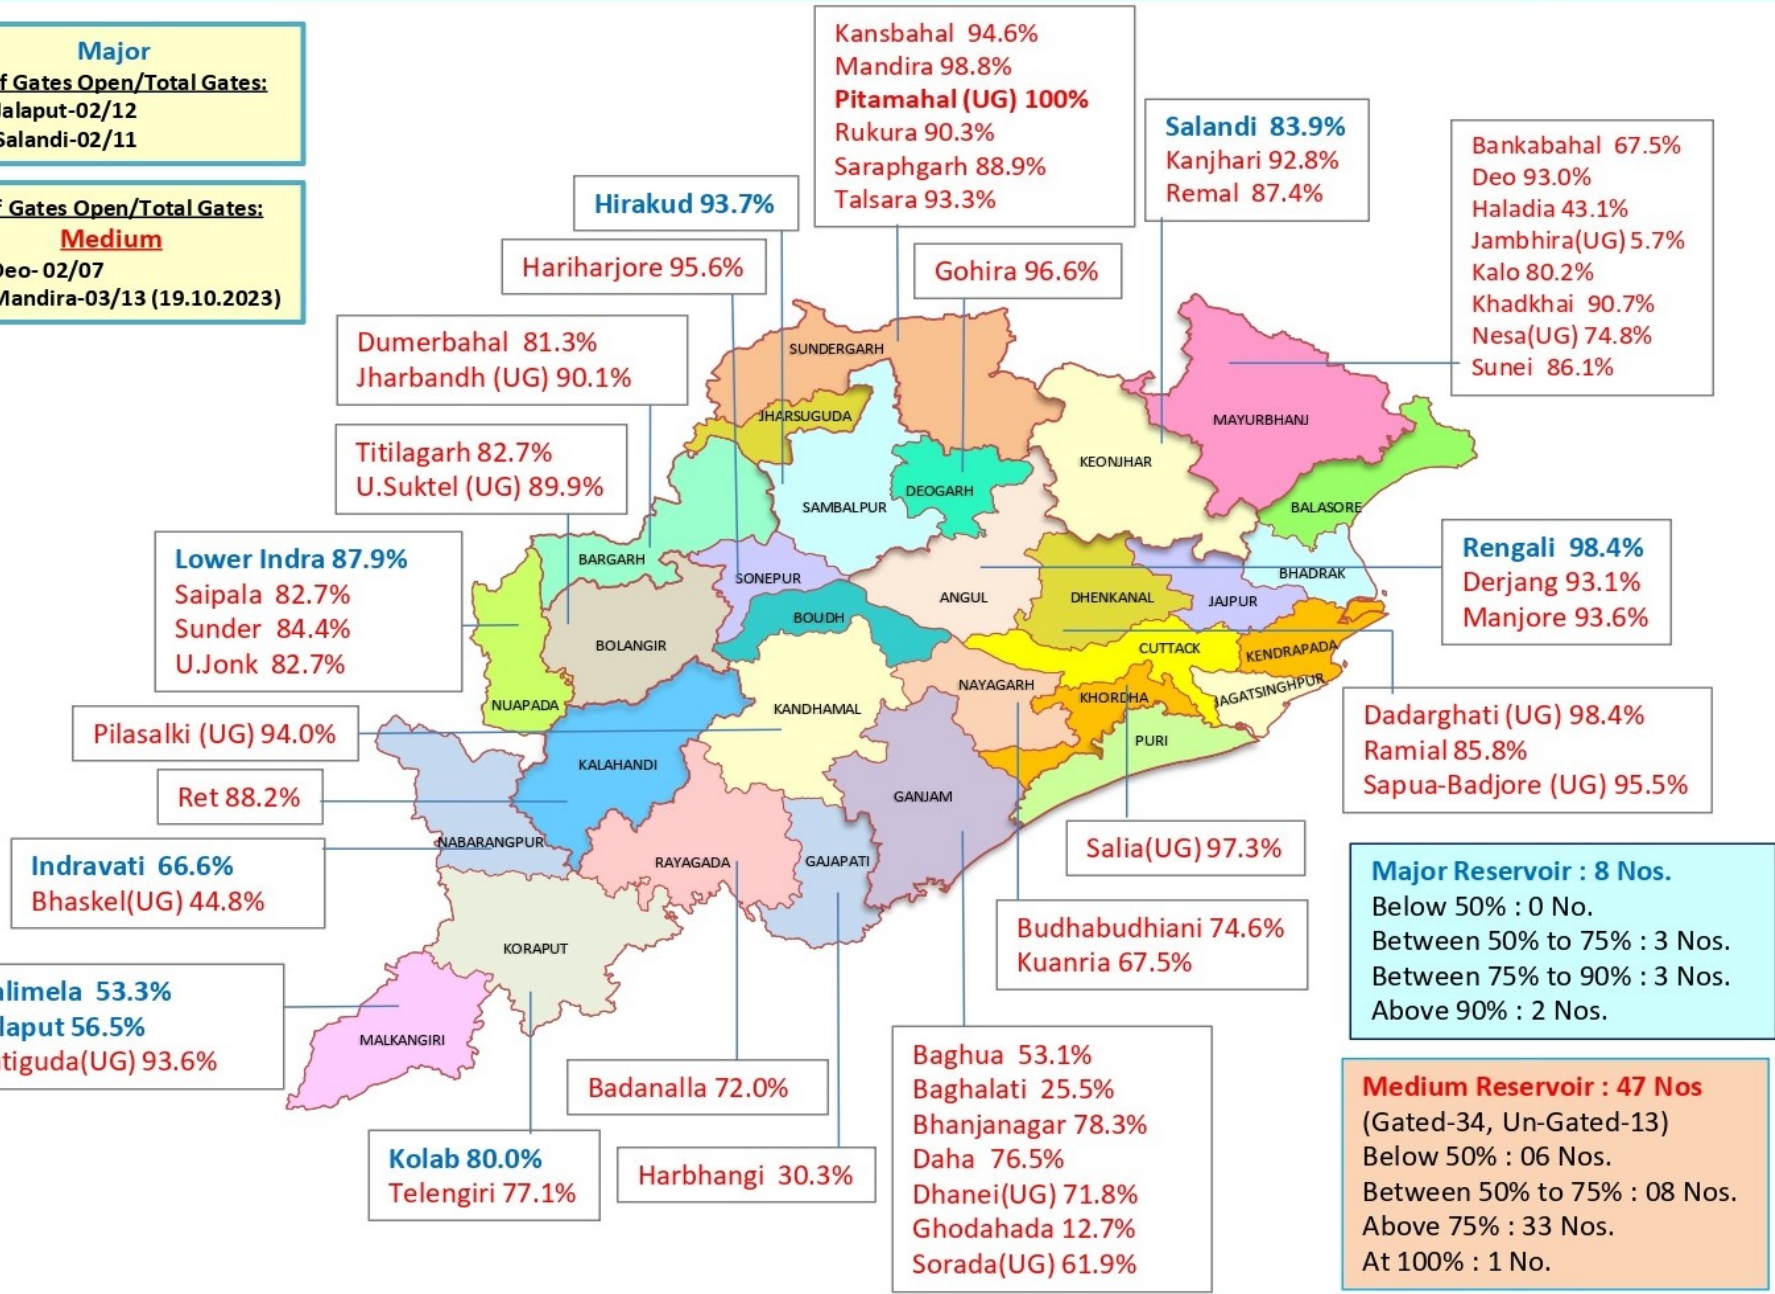 Major
f Gates Open/Total Gates:
Jalaput-02/12
Salandi-02/11
f Gates Open/Total Gates:
Medium
Deo- 02/07
Mandira-03/13 (19.10.2023)
Kansbahal 94.6%
Mandira 98.8%
Pitamahal (UG) 100%
Rukura 90.3%
Saraphgarh 88.9%
Talsara 93.3%
Salandi 83.9%
Kanjhari 92.8%
Remal 87.4%
Bankabahal 67.5%
Deo 93.0%
Haladia 43.1%
Jambhira(UG) 5.7%
Kalo 80.2%
Khadkhai 90.7%
Nesa(UG) 74.8%
Sunei 86.1%
Hirakud 93.7%
Hariharjore 95.6%
Gohira 96.6%
Dumerbahal 81.3%
Jharbandh (UG) 90.1%
Titilagarh 82.7%
U.Suktel (UG) 89.9%
Lower Indra 87.9%
Saipala 82.7%
Sunder 84.4%
U.Jonk 82.7%
Pilasalki (UG) 94.0%
Ret 88.2%
Indravati 66.6%
Bhaskel(UG) 44.8%
alimela 53.3%
laput 56.5%
tiguda(UG) 93.6%
SUNDERGARH
JHARSUGUDA
SAMBALPUR
DEOGARH
KEONJHAR
MAYURBHANJ
BALASORE
BHADRAK
BARGARH
SONEPUR
BOUDH
ANGUL
DHENKANAL
JAJPUR
BOLANGIR
CUTTACK
KENDRAPADA
JAGATSINGHPUR
NUAPADA
KANDHAMAL
NAYAGARH
KHORDHA
PURI
KALAHANDI
GANJAM
NABARANGPUR
RAYAGADA
GAJAPATI
KORAPUT
MALKANGIRI
Rengali 98.4%
Derjang 93.1%
Manjore 93.6%
Dadarghati (UG) 98.4%
Ramial 85.8%
Sapua-Badjore (UG) 95.5%
Salia(UG) 97.3%
Budhabudhiani 74.6%
Kuanria 67.5%
Badanalla 72.0%
Kolab 80.0%
Telengiri 77.1%
Harbhangi 30.3%
Baghua 53.1%
Baghalati 25.5%
Bhanjanagar 78.3%
Daha 76.5%
Dhanei(UG) 71.8%
Ghodahada 12.7%
Sorada(UG) 61.9%
Major Reservoir : 8 Nos.
Below 50% : 0 No.
Between 50% to 75% : 3 Nos.
Between 75% to 90% : 3 Nos.
Above 90% : 2 Nos.
Medium Reservoir : 47 Nos
(Gated-34, Un-Gated-13)
Below 50% : 06 Nos.
Between 50% to 75% : 08 Nos.
Above 75% : 33 Nos.
At 100% : 1 No.